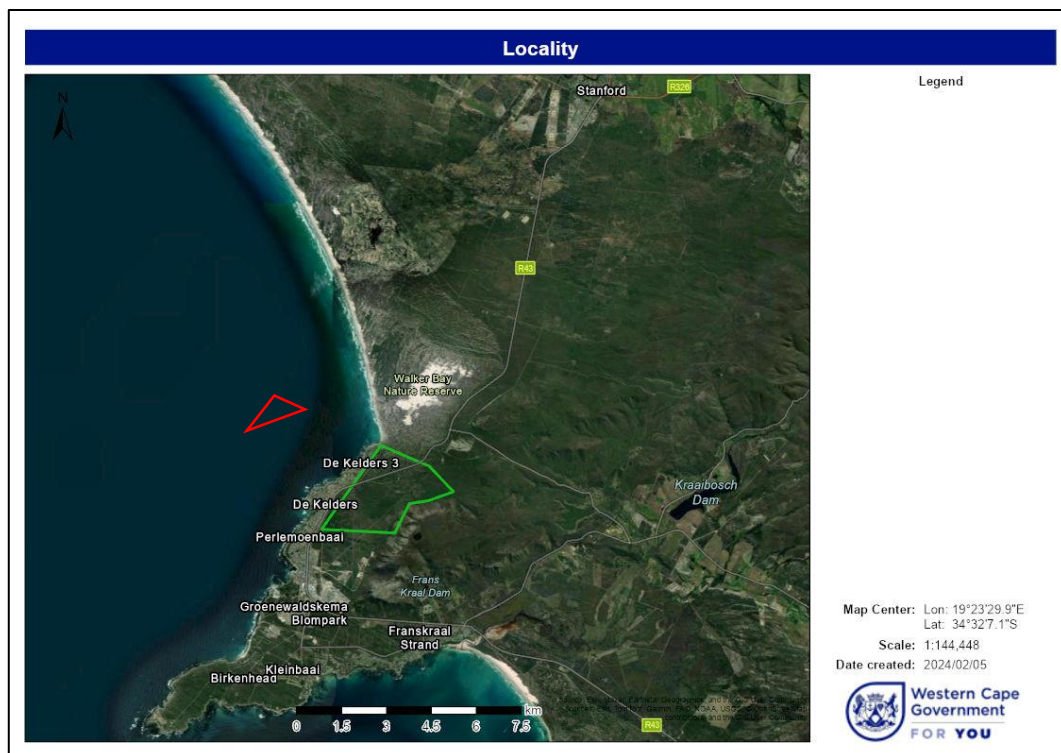 Locality
Legend
N
Stanford
R326
R43
Walker Bay
Nature Reserve
De Kelders 3
Kraaibosch
Dam
De Kelders
Perlemoenbaai
Frans
Kraal Dam
Groenewaldskema
Blompark
Franskraal
Strand
Kleinbaai
Birkenhead
km
0 1,5 3 4,5 6 7,5
R43
Map Center: Lon: 19°23'29.9"E
Lat: 34°32'7.1"S
Scale: 1:144,448
Date created: 2024/02/05
Western Cape
Government
FOR YOU